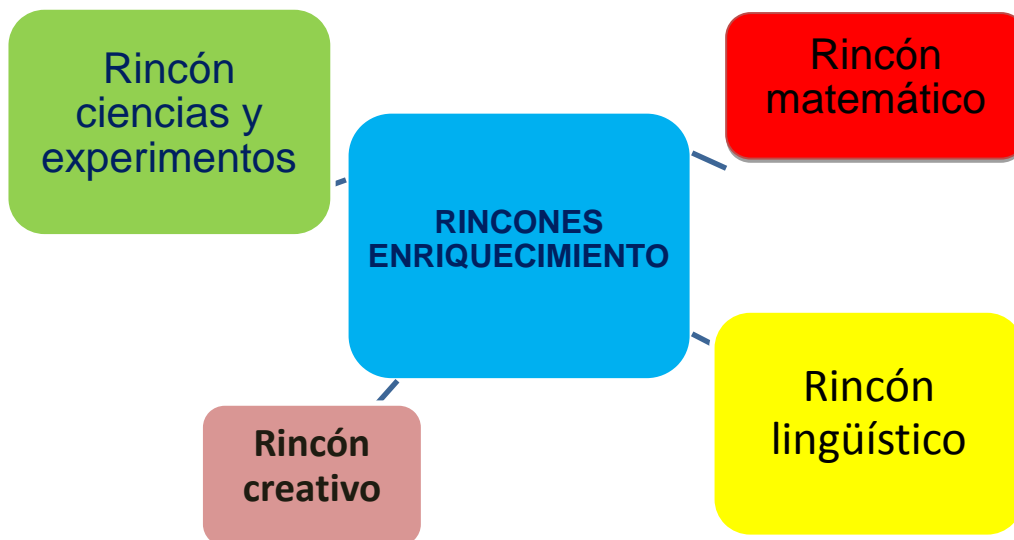 Rincón
ciencias y
experimentos
Rincón
matemático
RINCONES
ENRIQUECIMIENTO
Rincón
lingüístico
Rincón
creativo